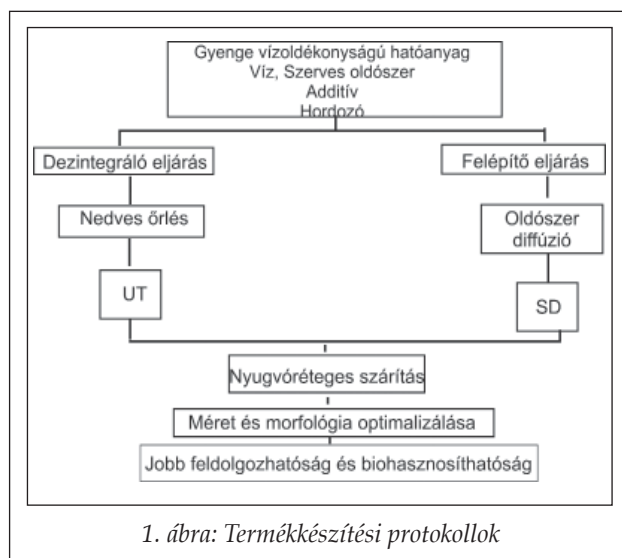 Gyenge vízoldékonyságú hatóanyag
Víz, Szerves oldószer
Additív
Hordozó
Dezintegráló eljárás
Felépítő eljárás
Nedves őrlés
Oldószer
diffúzió
UT
SD
Nyugvóréteges szárítás
Méret és morfológia optimalizálása
Jobb feldolgozhatóság és biohasznosíthatóság
1. ábra: Termékkészítési protokollok